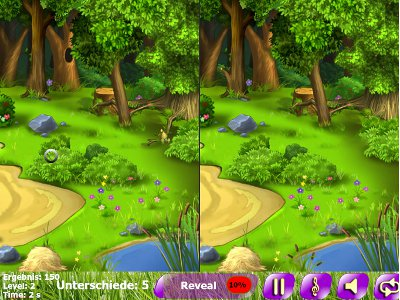 Ergebnis: 150
Level: 2
Time: 2 s
Unterschiede: 5
Reveal
10%